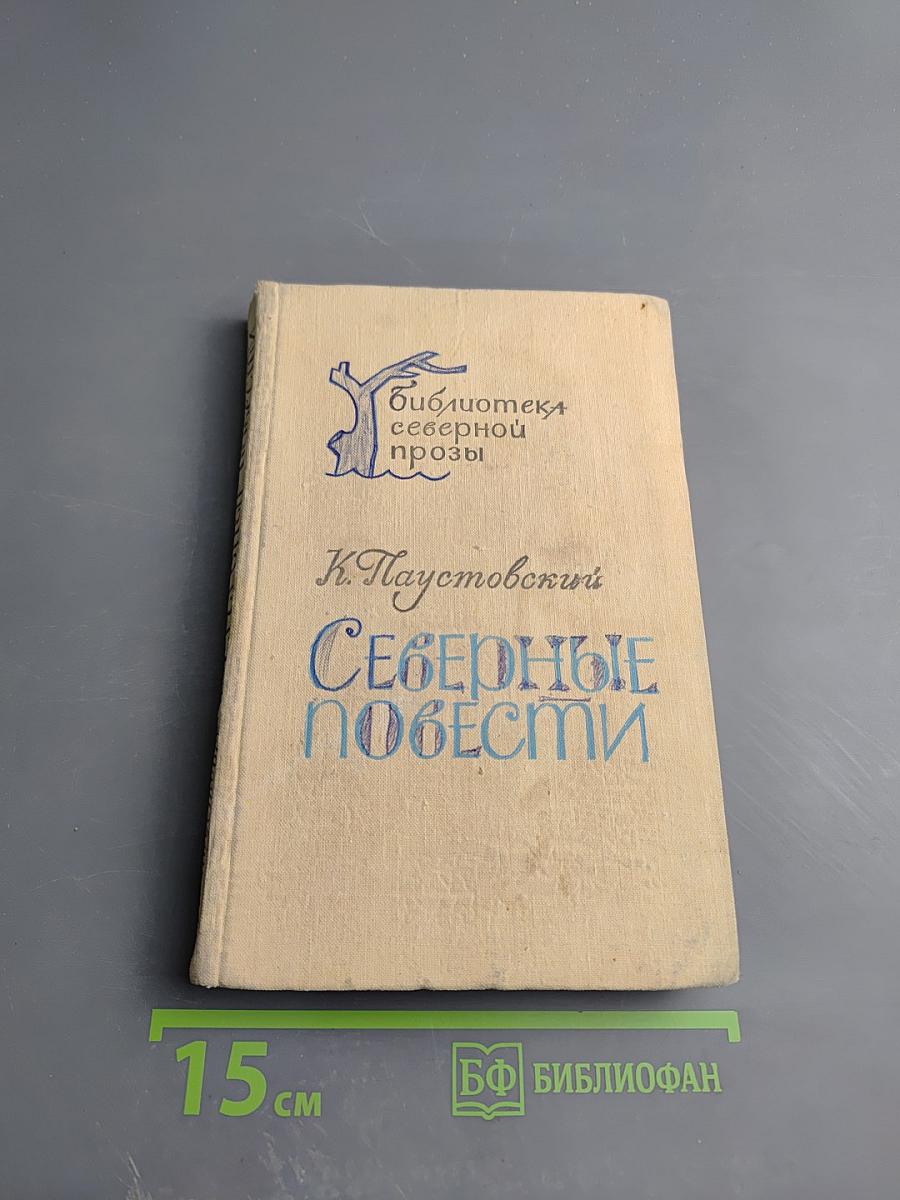 Библиотека
северной
прозы
К. Паустовский
Северные
повести
15 см
БФ БИБЛИОФАН